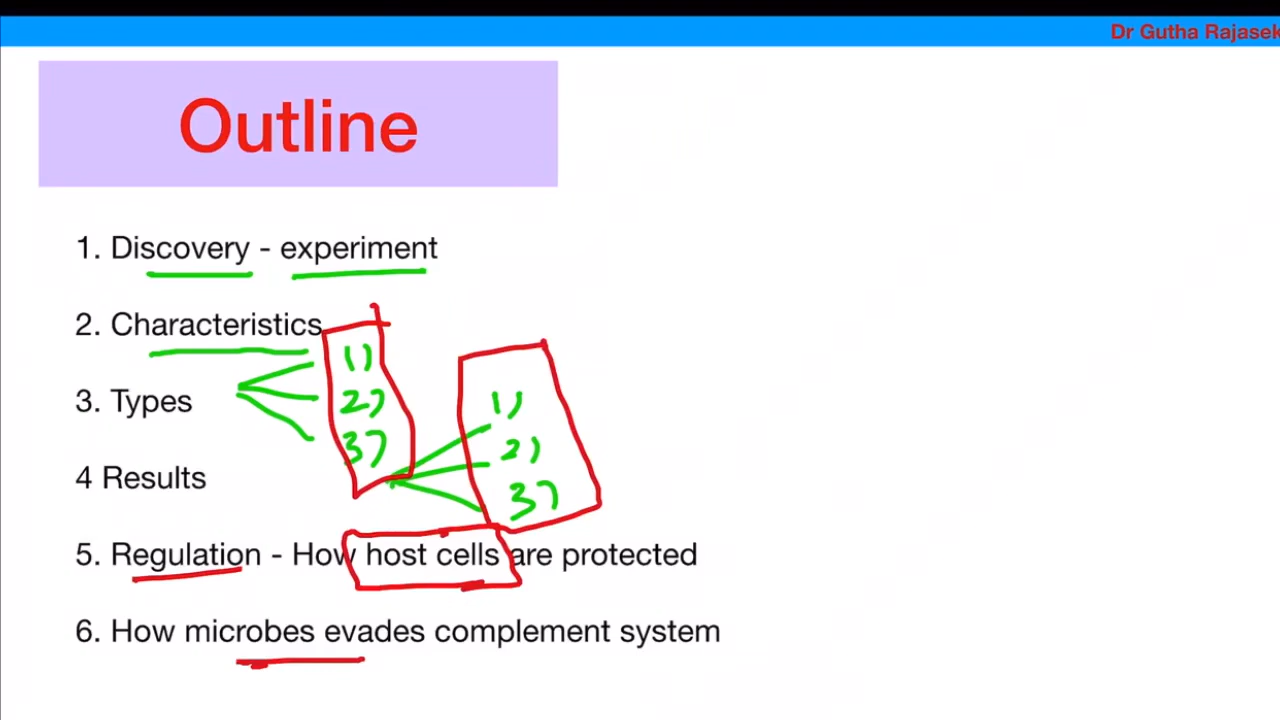 Dr Gutha Rajasek
Outline
1. Discovery - experiment
2. Characteristics
1)
3. Types
2)
1)
3)
2)
4 Results
3)
5. Regulation - How host cells are protected
6. How microbes evades complement system